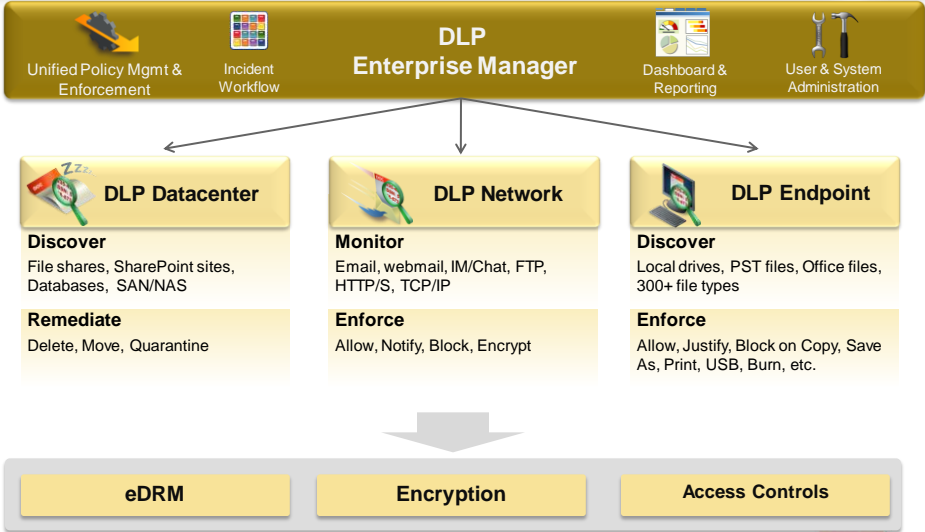 Unified Policy Mgmt &
Enforcement
Incident
Workflow
DLP
Enterprise Manager
Dashboard &
Reporting
User & System
Administration
ZZZ
DLP Datacenter
DLP Network
DLP Endpoint
Discover
File shares, SharePoint sites,
Databases, SAN/NAS
Remediate
Delete, Move, Quarantine
Monitor
Email, webmail, IM/Chat, FTP,
HTTP/S, TCP/IP
Enforce
Allow, Notify, Block, Encrypt
Discover
Local drives, PST files, Office files,
300+ file types
Enforce
Allow, Justify, Block on Copy, Save
As, Print, USB, Burn, etc.
eDRM
Encryption
Access Controls